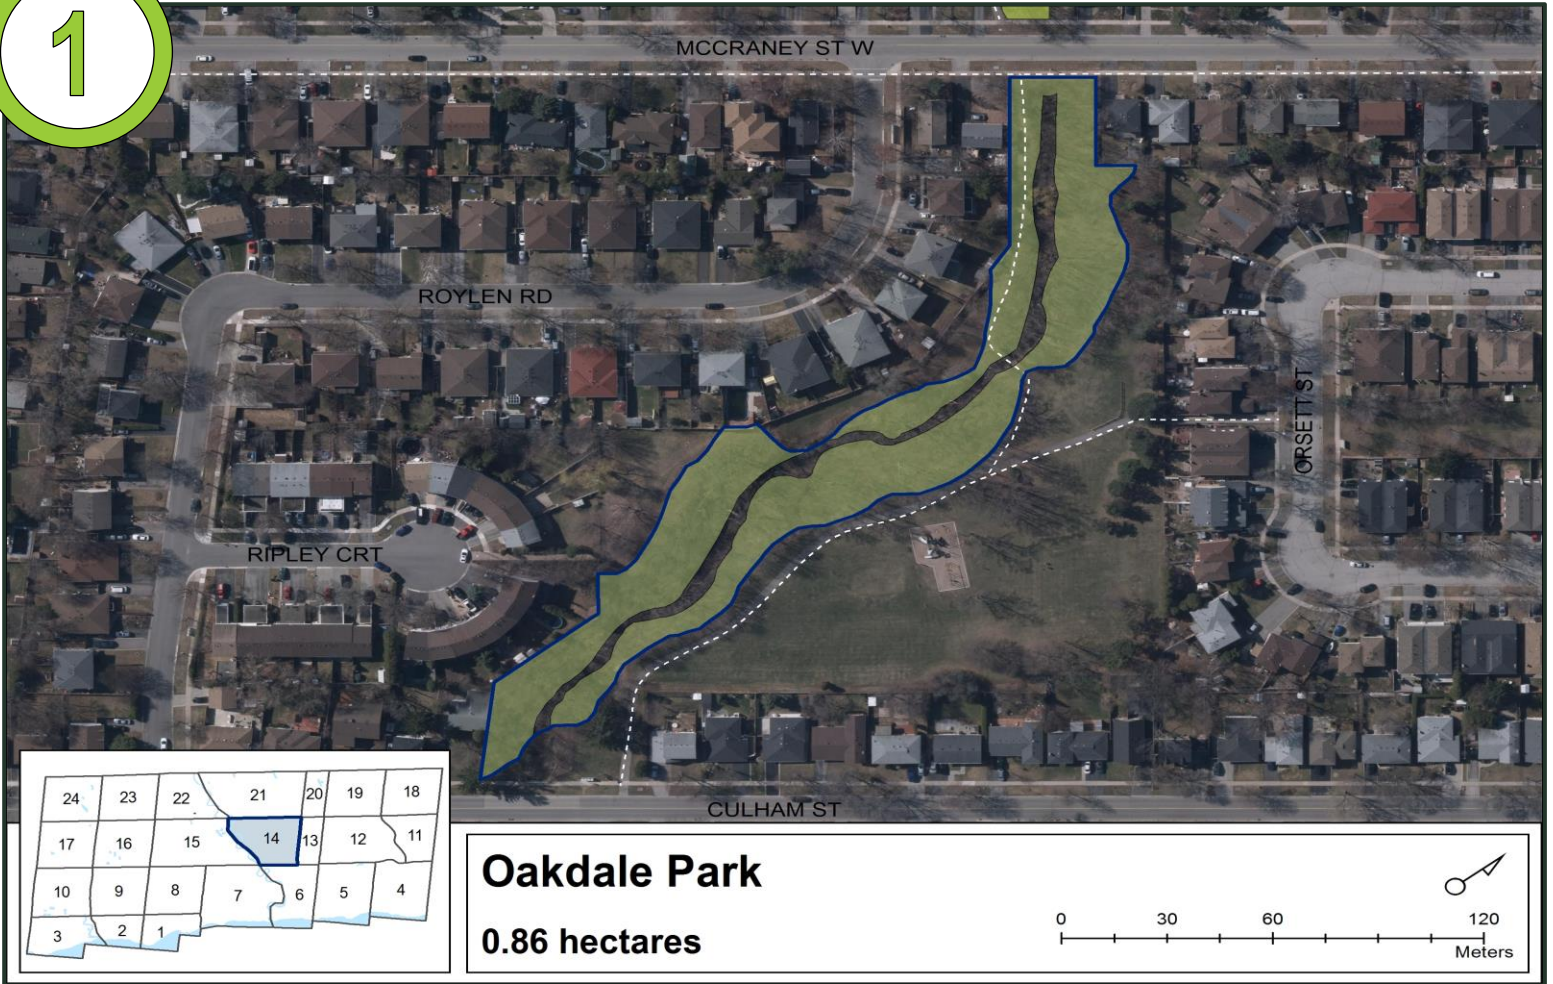 1
MCCRANEY ST W
ROYLEN RD
ORSETT ST
RIPLEY CRT
CULHAM ST
24 23 22 21 20 19 18
17 16 15 14 13 12 11
10 9 8 7 6 5 4
3 2 1
Oakdale Park
0.86 hectares
0 30 60 120
Meters